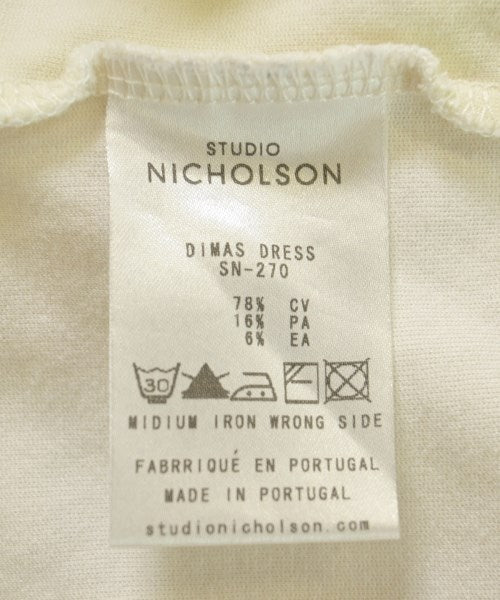 STUDIO
NICHOLSON
DIMAS DRESS
SN-270
78% CV
16% PA
6% EA
30
MIDIUM IRON WRONG SIDE
FABRRIQUÉ EN PORTUGAL
MADE IN PORTUGAL
studionicholson.com